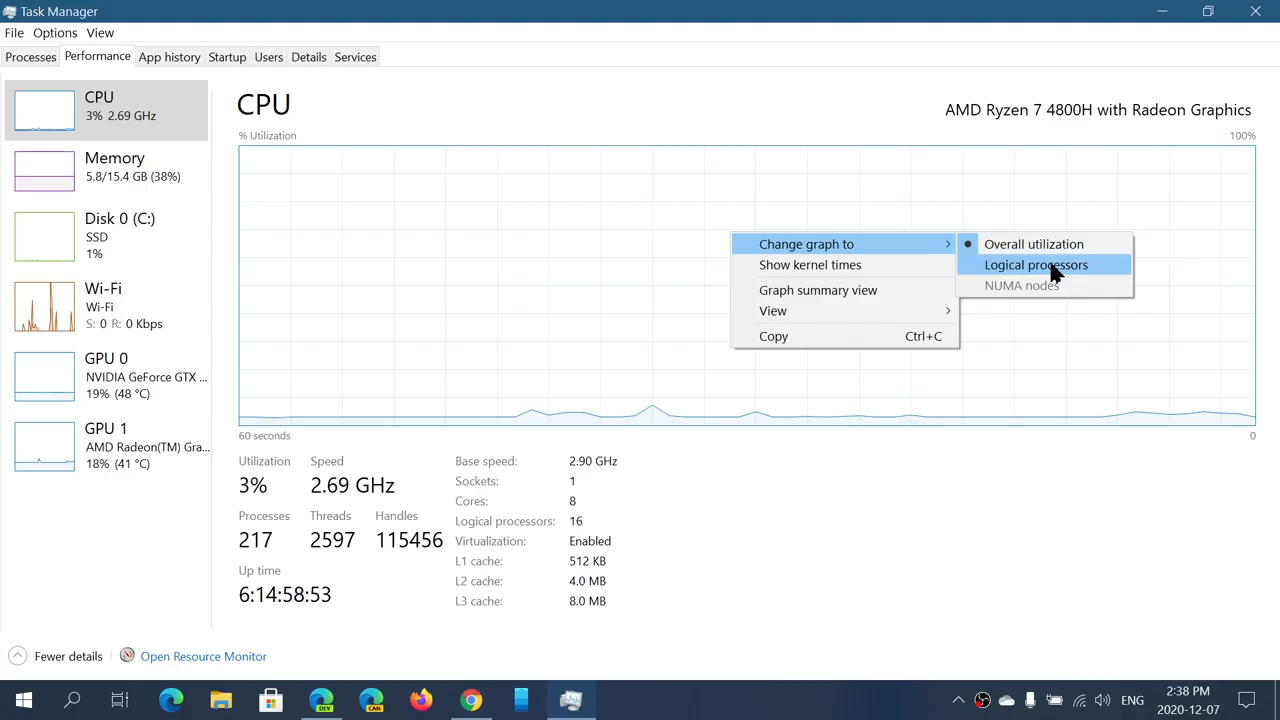 Task Manager
File Options View
Processes Performance App history Startup Users Details Services
CPU
3% 2.69 GHz
Memory
5.8/15.4 GB (38%)
Disk 0 (C:)
SSD
1%
Wi-Fi
Wi-Fi
S: 0 R: 0 Kbps
GPU 0
NVIDIA GeForce GTX ...
19% (48 °C)
GPU 1
AMD Radeon(TM) Gra...
18% (41 °C)
CPU
AMD Ryzen 7 4800H with Radeon Graphics
% Utilization 100%
Change graph to
Show kernel times
Graph summary view
View
Copy Ctrl+C
Overall utilization
Logical processors
NUMA nodes
60 seconds 0
Utilization Speed
3% 2.69 GHz
Processes Threads Handles
217 2597 115456
Up time
6:14:58:53
Base speed: 2.90 GHz
Sockets: 1
Cores: 8
Logical processors: 16
Virtualization: Enabled
L1 cache: 512 KB
L2 cache: 4.0 MB
L3 cache: 8.0 MB
Fewer details Open Resource Monitor
DEV
CAN
ENG
2:38 PM
2020-12-07